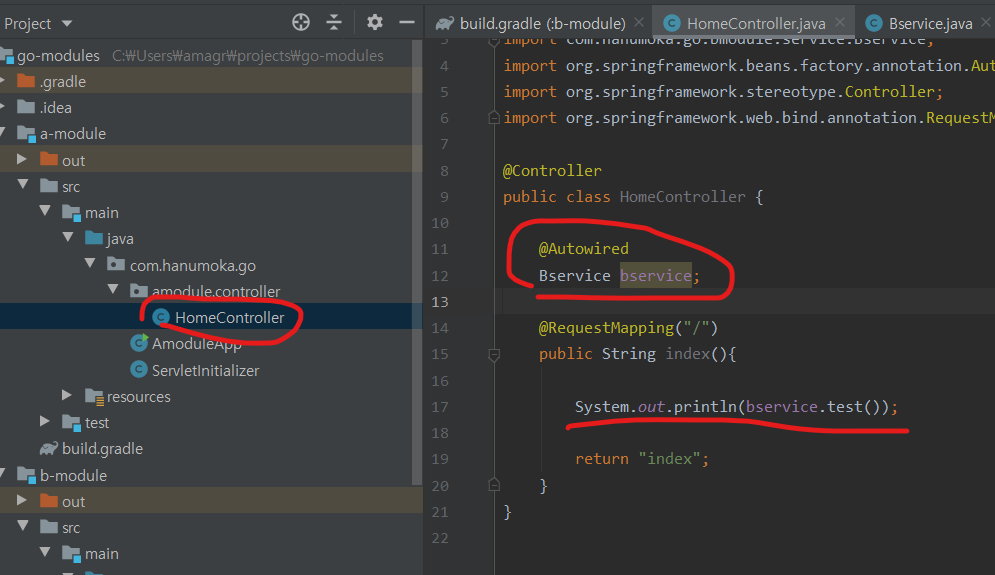 Project
go-modules C:₩Users₩amagr₩projects₩go-modules
.gradle
.idea
a-module
out
src
main
java
com.hanumoka.go
amodule.controller
HomeController
AmoduleApp
ServletInitializer
resources
test
build.gradle
b-module
out
src
main
build.gradle (:b-module) HomeController.java Bservice.java
import com.hanumoka.go.bmodule.service.Bservice;
4 import org.springframework.beans.factory.annotation.Aut
5 import org.springframework.stereotype.Controller;
6 import org.springframework.web.bind.annotation.RequestM
7
8 @Controller
9 public class HomeController {
10
11 @Autowired
12 Bservice bservice;
13
14 @RequestMapping("/")
15 public String index(){
16
17 System.out.println(bservice.test());
18
19 return "index";
20 }
21 }
22